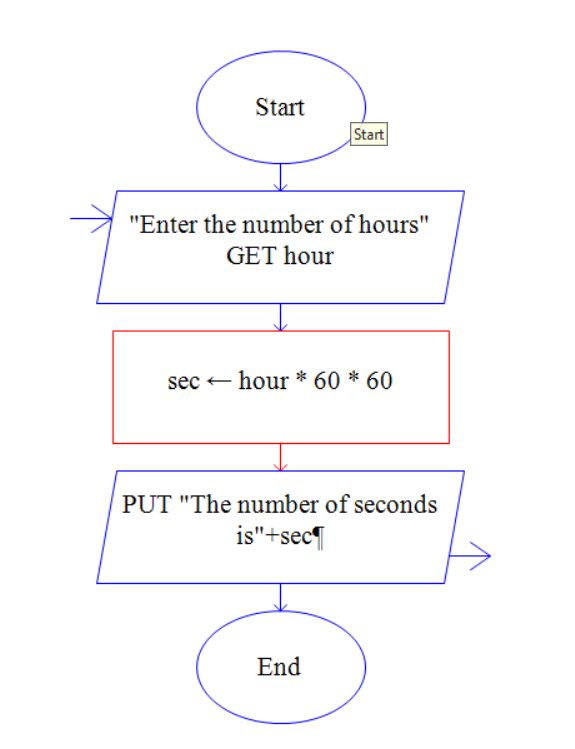 Start
Start
"Enter the number of hours"
GET hour
sec ← hour * 60 * 60
PUT "The number of seconds
is"+sec¶
End